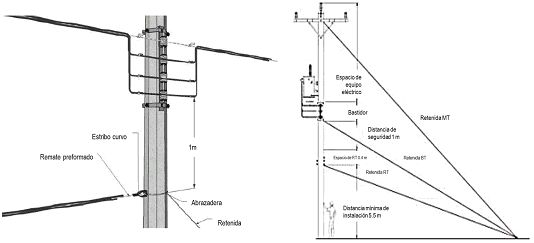 Estribo curvo
Remate preformado
1m
Abrazadera
Retenida
Espacio de
equipo
eléctrico
Bastidor
Retenida MT
Distancia de
seguridad 1 m
Espacio de RT 0.4 m
Retenida BT
Retenida RT
Distancia mínima de
instalación 5.5 m